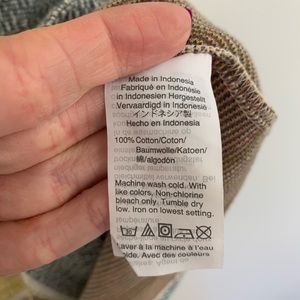 Made in Indonesia
Fabriqué en Indonésie
in Indonesien Hergestellt
Vervaardigd in Indonesië
インドネシア製
Hecho en Indonesia
100% Cotton/Coton/
Baumwolle/Katoen/
綿/algodón
Machine wash cold. With
like colors. Non-chlorine
bleach only. Tumble dry
low. Iron on lowest setting.
Laver à la machine à l'eau
froide. Avec des couleurs